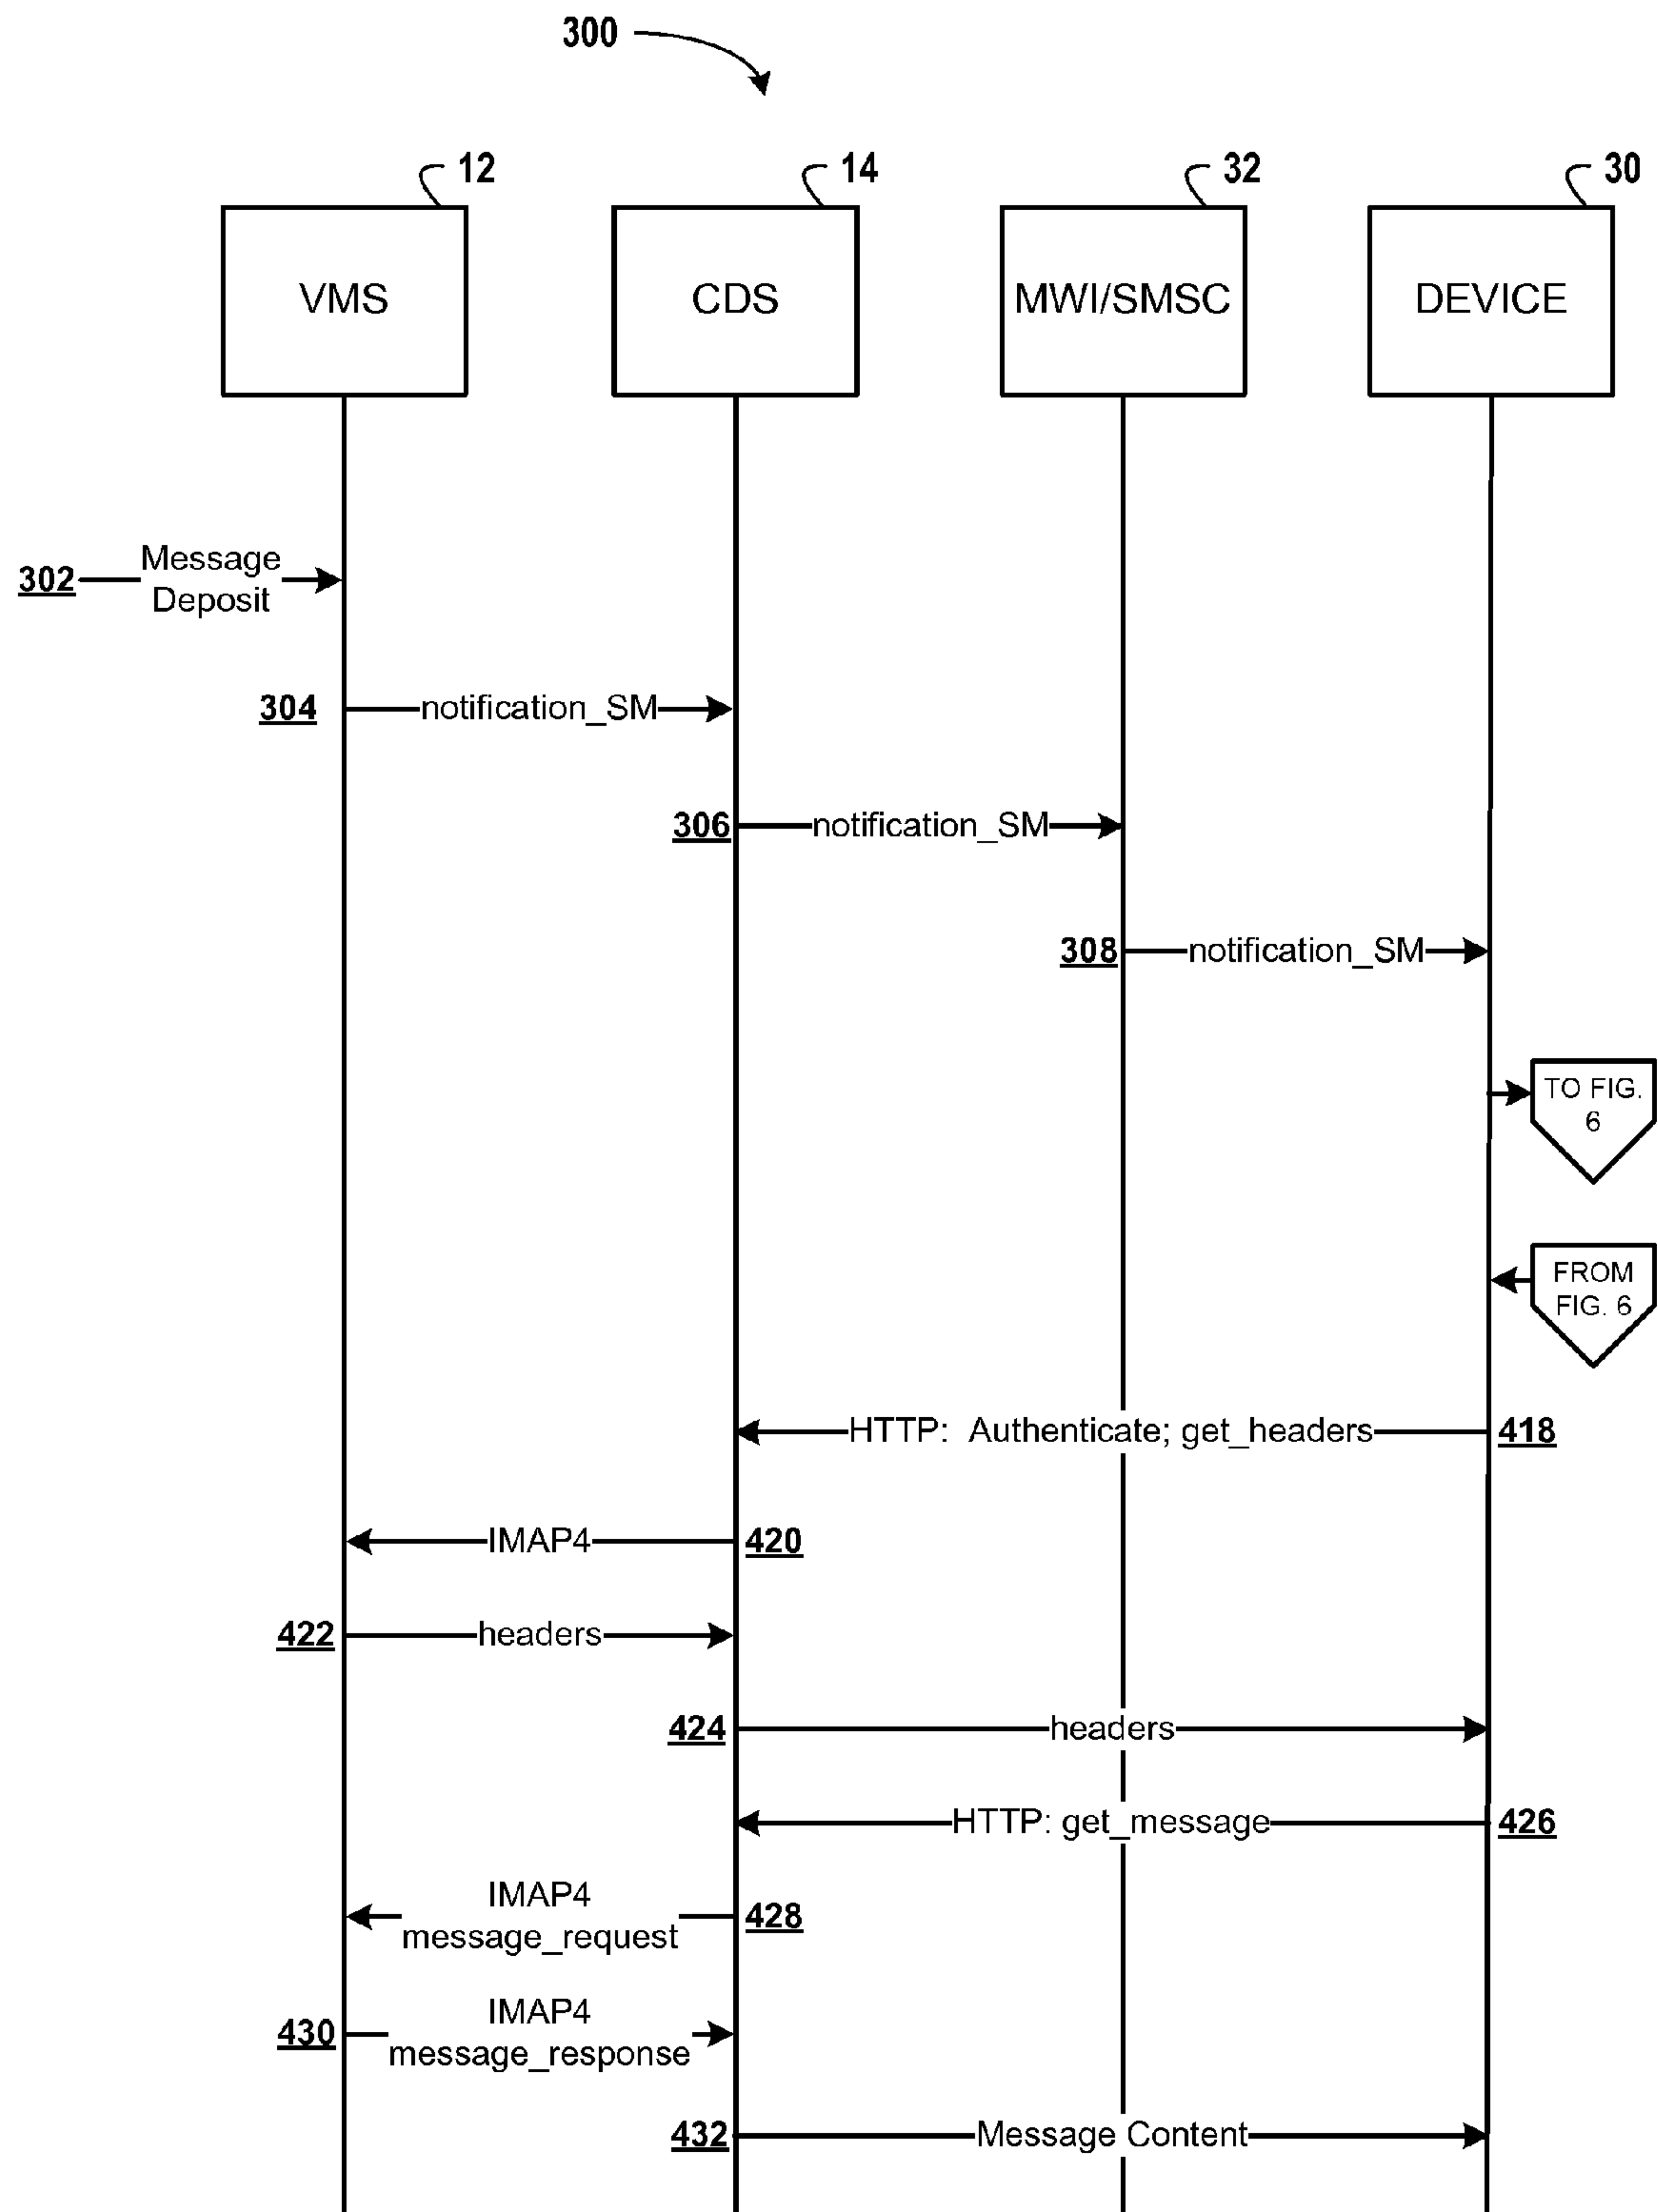 300
12
14
32
30
VMS
CDS
MWI/SMSC
DEVICE
302
Message
Deposit
304
notification_SM
306
notification_SM
308
notification_SM
TO FIG.
6
FROM
FIG. 6
HTTP: Authenticate; get_headers
418
IMAP4
420
422
headers
424
headers
HTTP: get_message
426
IMAP4
message_request
428
430
IMAP4
message_response
432
Message Content